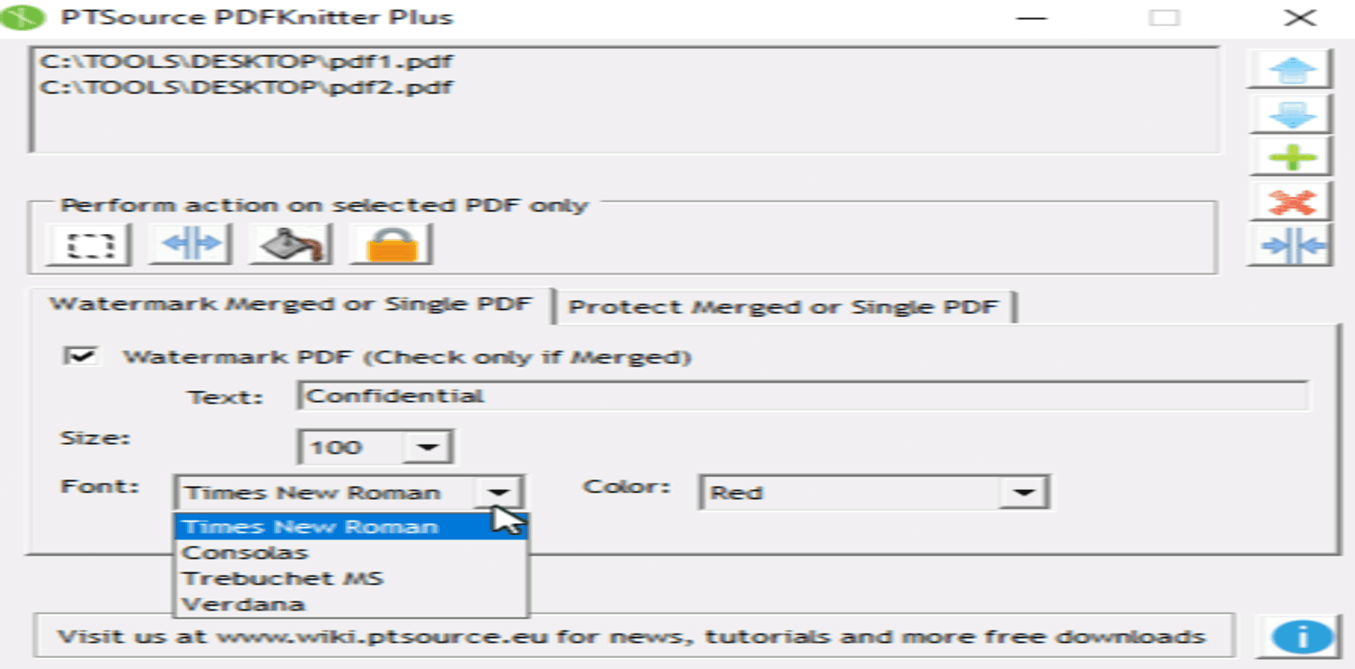 PTSource PDFKnitter Plus
C:\TOOLS\DESKTOP\pdf1.pdf
C:\TOOLS\DESKTOP\pdf2.pdf
Perform action on selected PDF only
Watermark Merged or Single PDF
Protect Merged or Single PDF
Watermark PDF (Check only if Merged)
Text: Confidential
Size: 100
Font: Times New Roman Color: Red
Times New Roman
Consolas
Trebuchet MS
Verdana
Visit us at www.wiki.ptsource.eu for news, tutorials and more free downloads